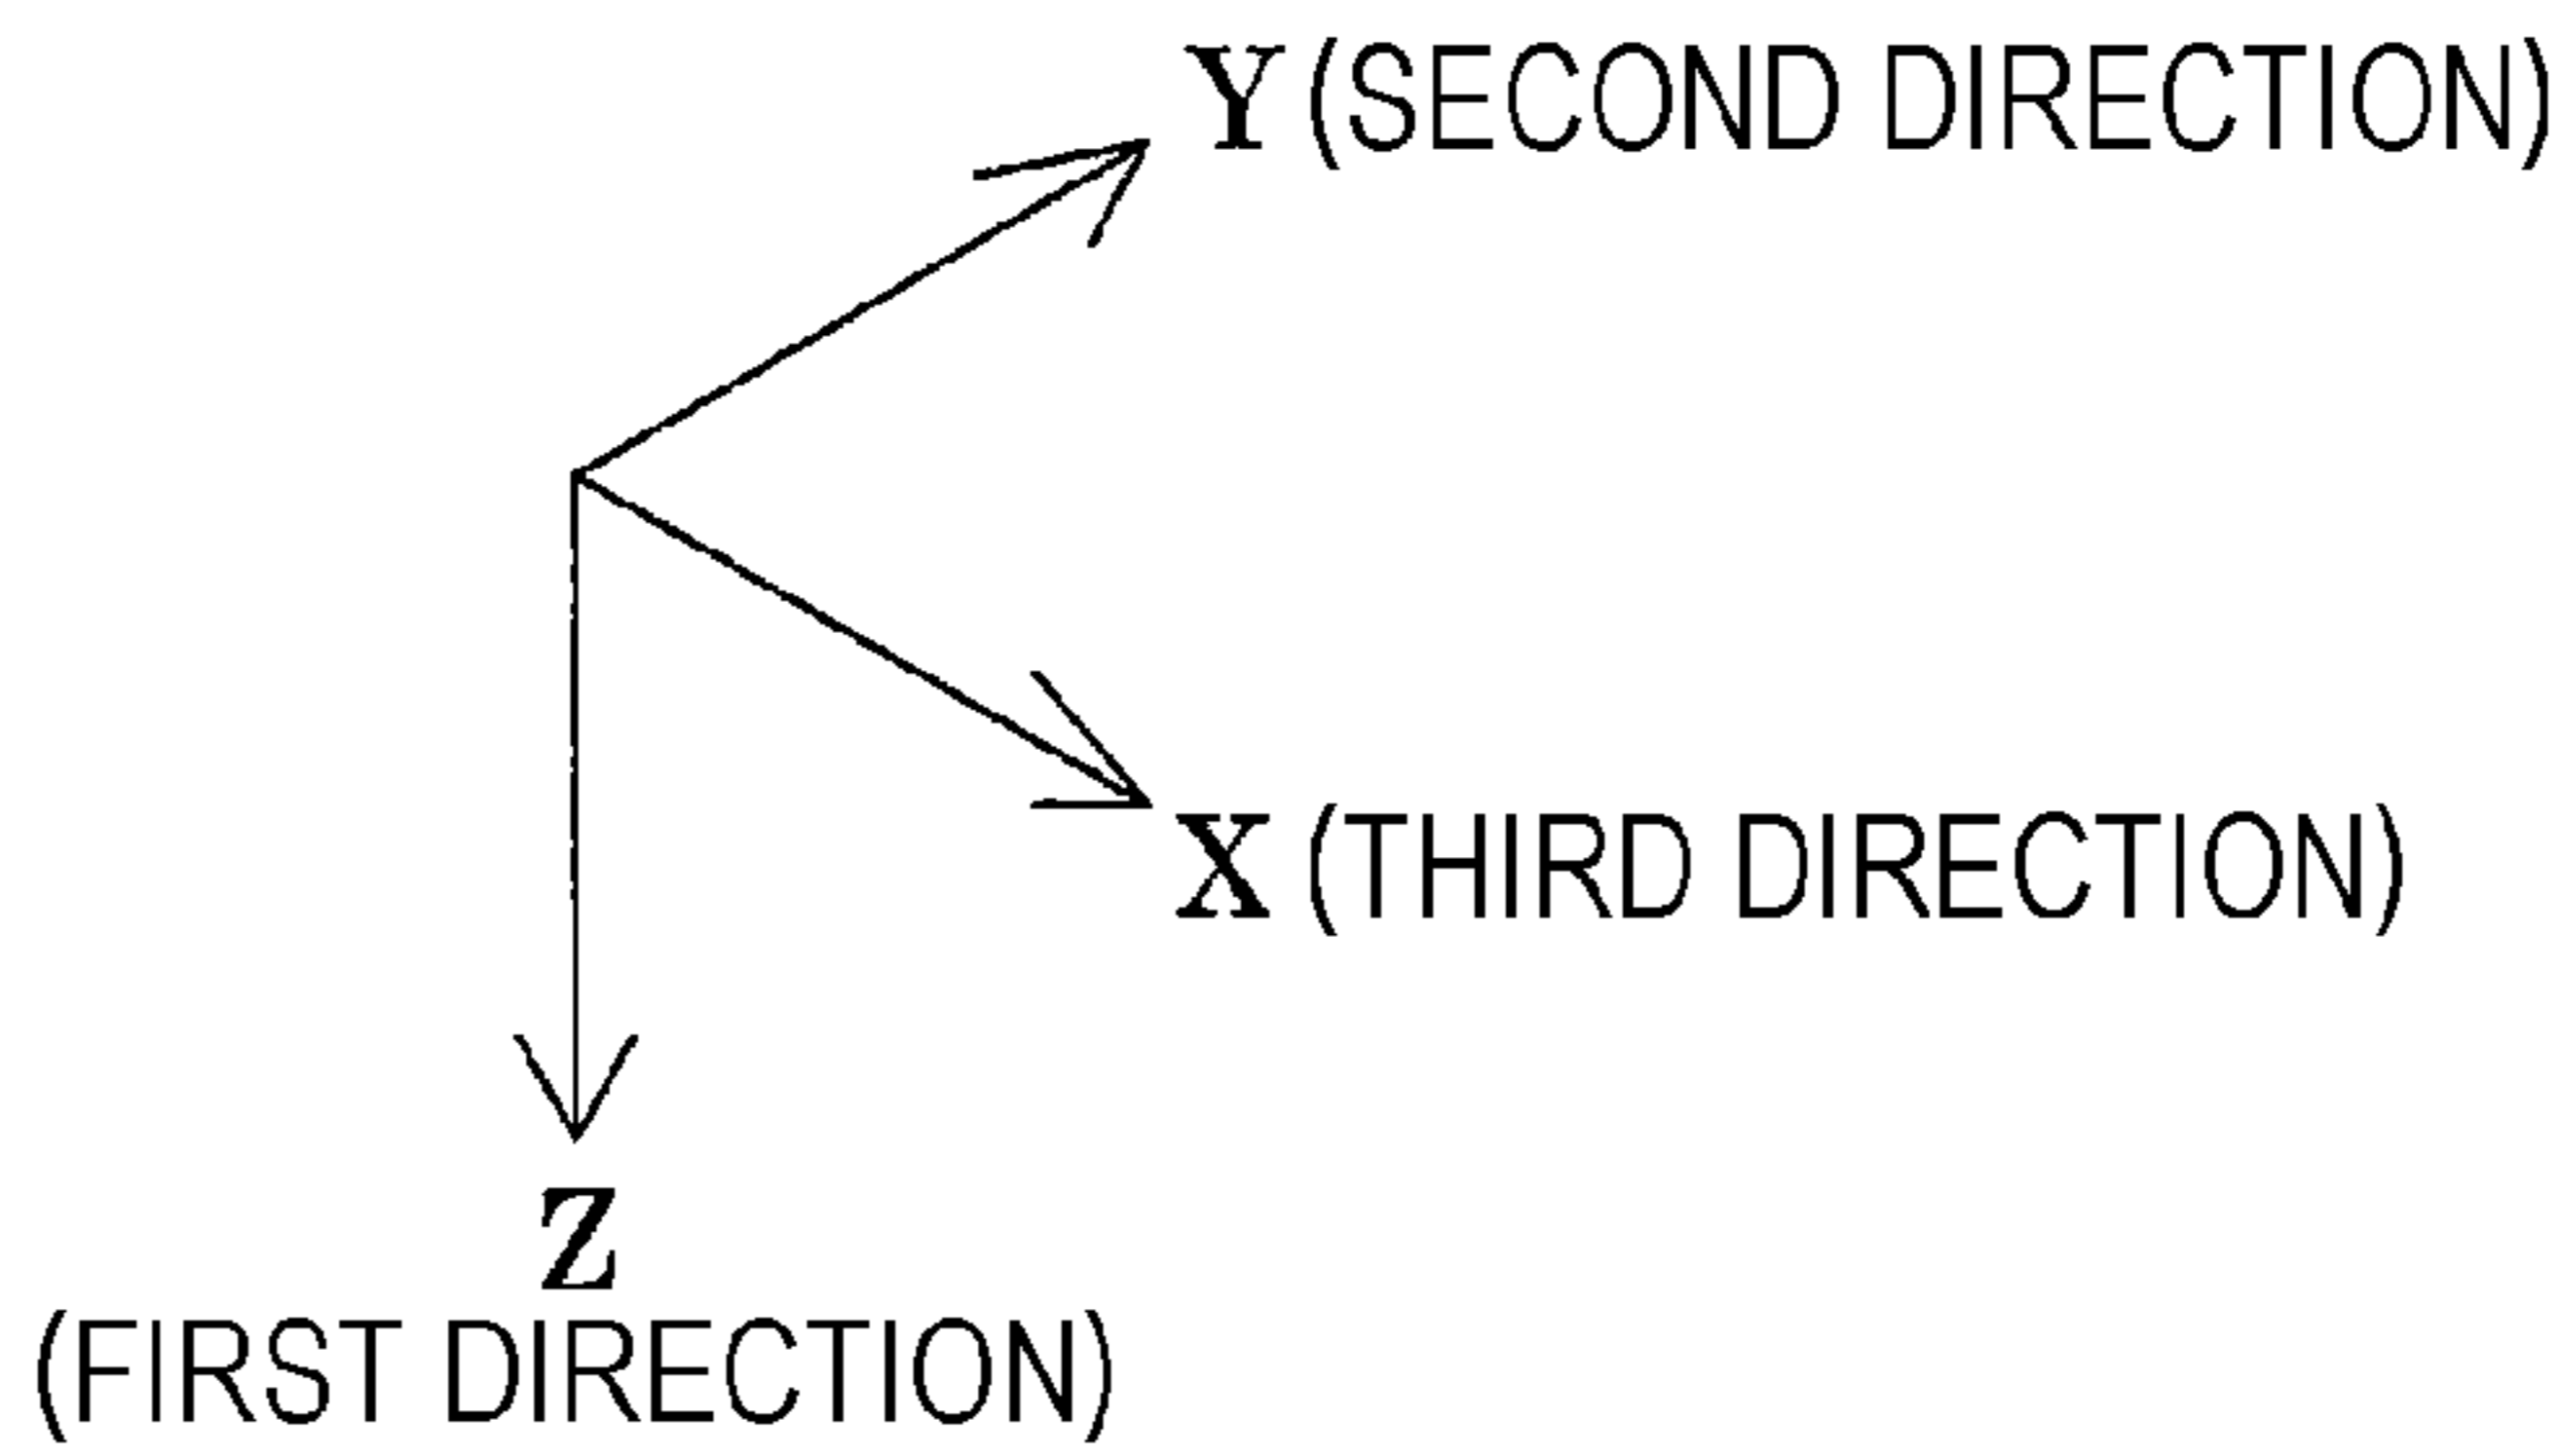 Y (SECOND DIRECTION)
X (THIRD DIRECTION)
Z
(FIRST DIRECTION)